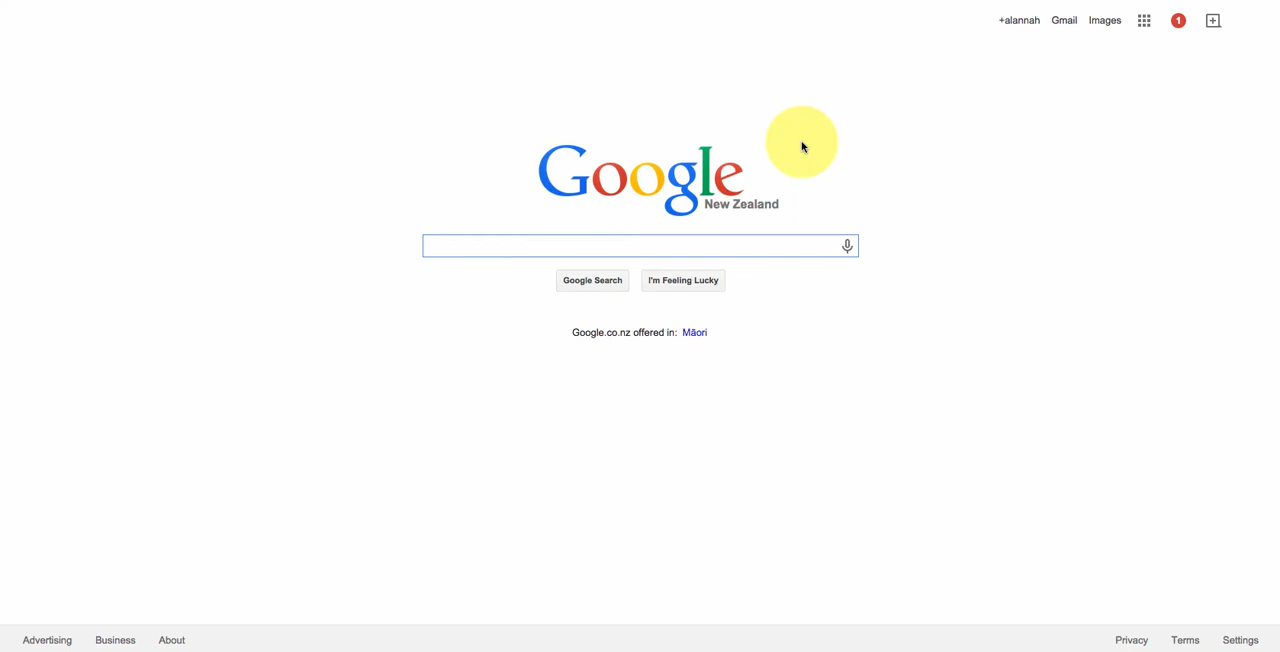 +alannah Gmail Images 1
Google
New Zealand
Google Search I'm Feeling Lucky
Google.co.nz offered in: Māori
Advertising Business About Privacy Terms Settings